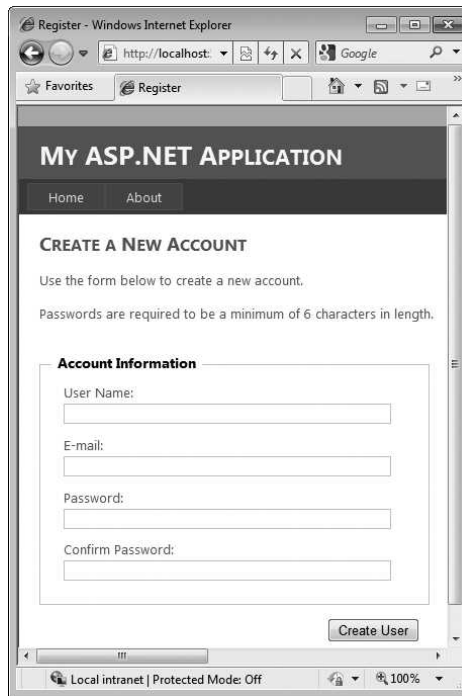 Register - Windows Internet Explorer
http://localhost:
Google
Favorites
Register
MY ASP.NET APPLICATION
Home
About
CREATE A NEW ACCOUNT
Use the form below to create a new account.
Passwords are required to be a minimum of 6 characters in length.
Account Information
User Name:
E-mail:
Password:
Confirm Password:
Create User
Local intranet | Protected Mode: Off
100%